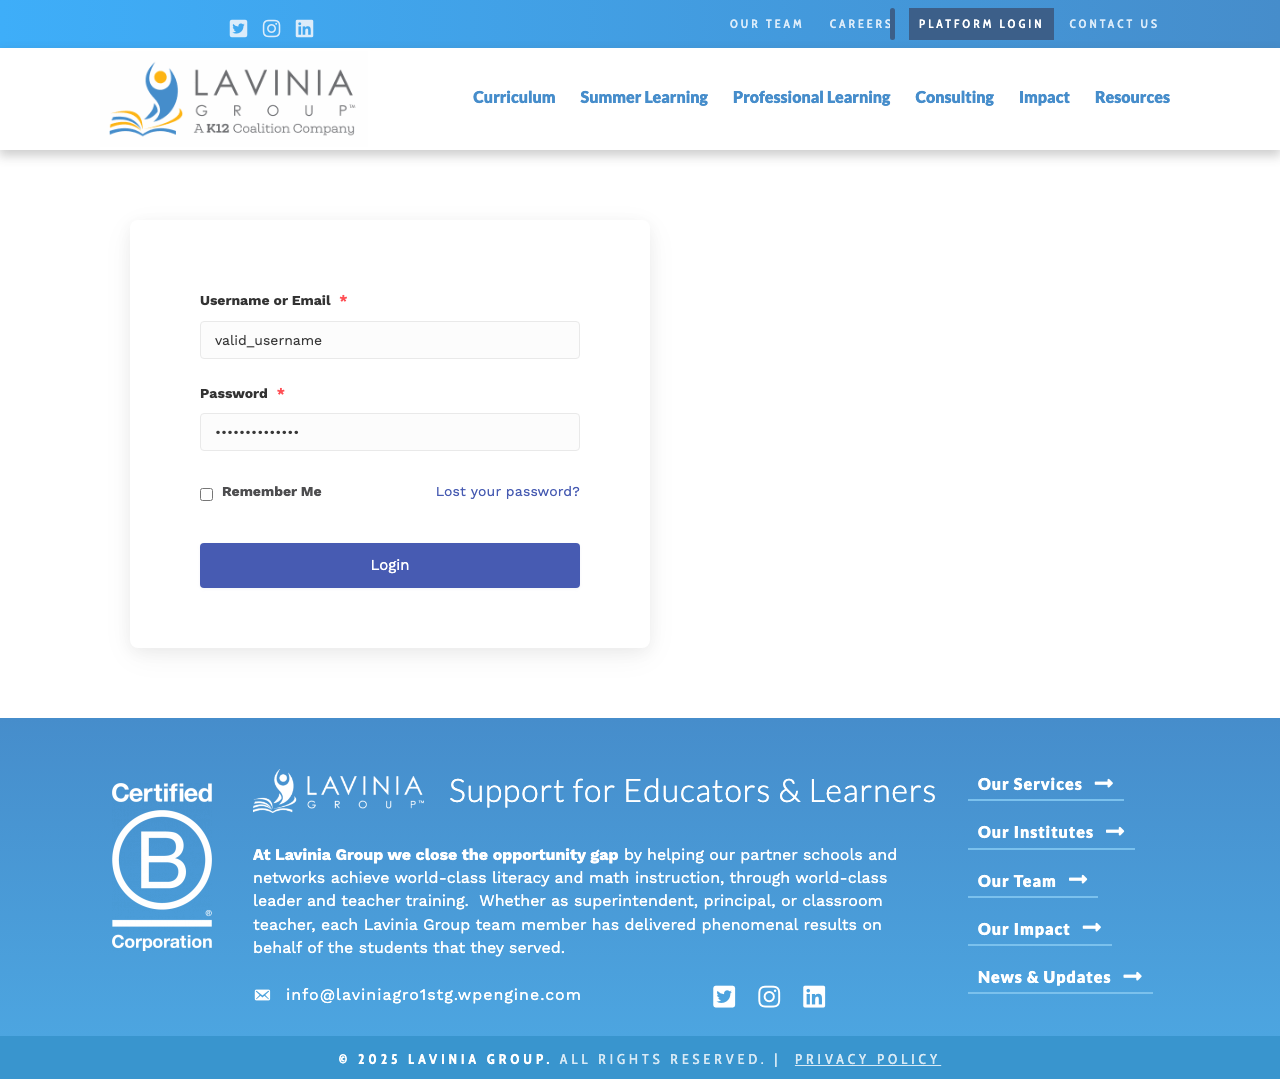 OUR TEAM CAREERS PLATFORM LOGIN CONTACT US
LAVINIA
GROUP™
A K12 Coalition Company
Curriculum Summer Learning Professional Learning Consulting Impact Resources
Username or Email *
valid_username
Password *
••••••••••••••
Remember Me Lost your password?
Login
Certified
B
®
Corporation
LAVINIA
GROUP™
Support for Educators & Learners
At Lavinia Group we close the opportunity gap by helping our partner schools and
networks achieve world-class literacy and math instruction, through world-class
leader and teacher training. Whether as superintendent, principal, or classroom
teacher, each Lavinia Group team member has delivered phenomenal results on
behalf of the students that they served.
info@laviniagro1stg.wpengine.com
Our Services
Our Institutes
Our Team
Our Impact
News & Updates
© 2025 LAVINIA GROUP. ALL RIGHTS RESERVED. | PRIVACY POLICY